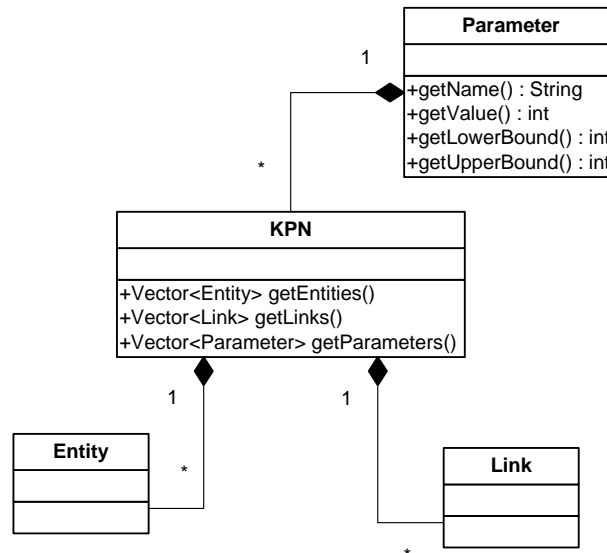 Parameter
1
+getName() : String
+getValue() : int
+getLowerBound() : int
+getUpperBound() : int
*
KPN
+Vector<Entity> getEntities()
+Vector<Link> getLinks()
+Vector<Parameter> getParameters()
1
1
Entity
*
Link
*